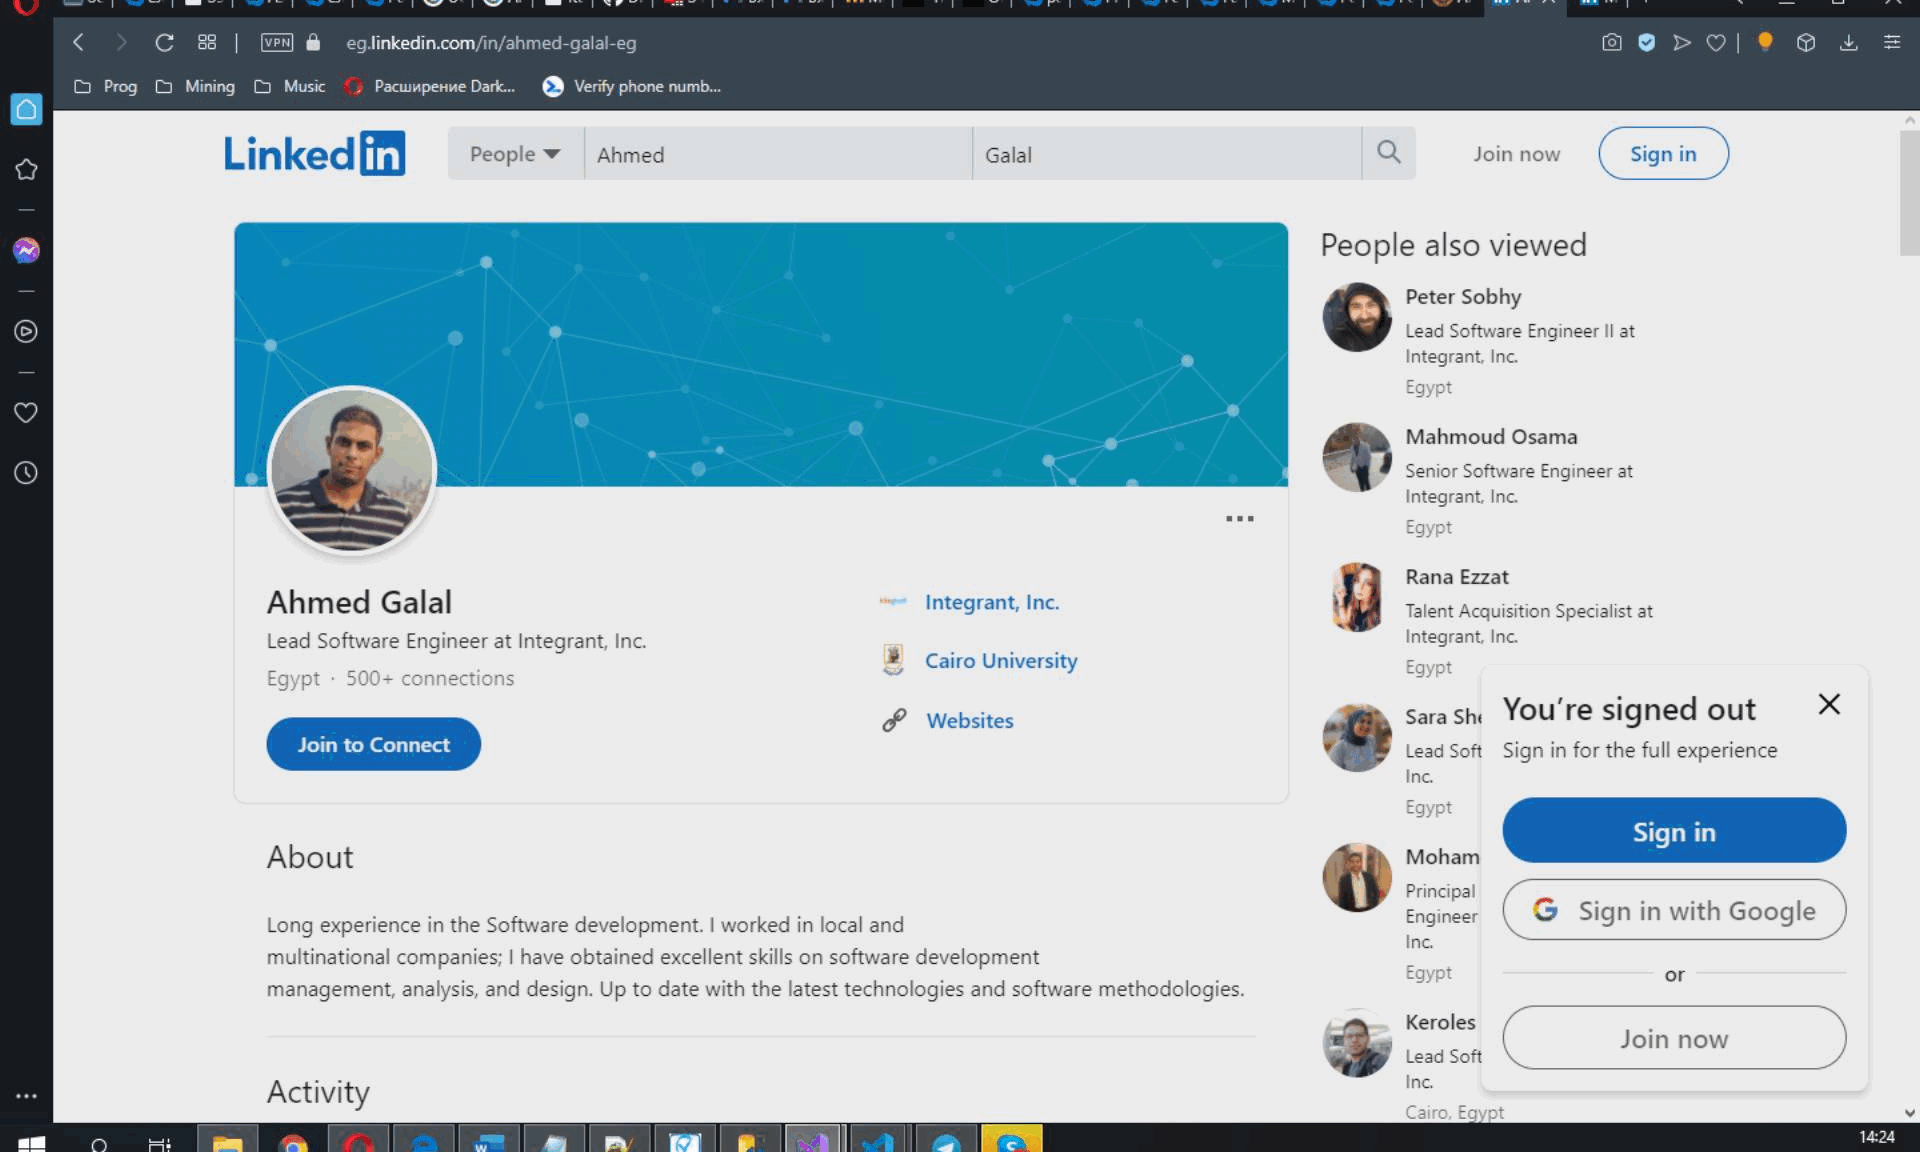 VPN
eg.linkedin.com/in/ahmed-galal-eg
Prog
Mining
Music
Расширение Dark...
Verify phone numb...
Linked in
People
Ahmed
Galal
Join now
Sign in
Ahmed Galal
Lead Software Engineer at Integrant, Inc.
Egypt · 500+ connections
Join to Connect
Integrant, Inc.
Cairo University
Websites
About
Long experience in the Software development. I worked in local and
multinational companies; I have obtained excellent skills on software development
management, analysis, and design. Up to date with the latest technologies and software methodologies.
Activity
People also viewed
Peter Sobhy
Lead Software Engineer II at
Integrant, Inc.
Egypt
Mahmoud Osama
Senior Software Engineer at
Integrant, Inc.
Egypt
Rana Ezzat
Talent Acquisition Specialist at
Integrant, Inc.
Egypt
Sara She
Lead Soft
Inc.
Egypt
Moham
Principal
Engineer
Inc.
Egypt
Keroles
Lead Soft
Inc.
Cairo, Egypt
You're signed out
Sign in for the full experience
Sign in
Sign in with Google
or
Join now
14:24